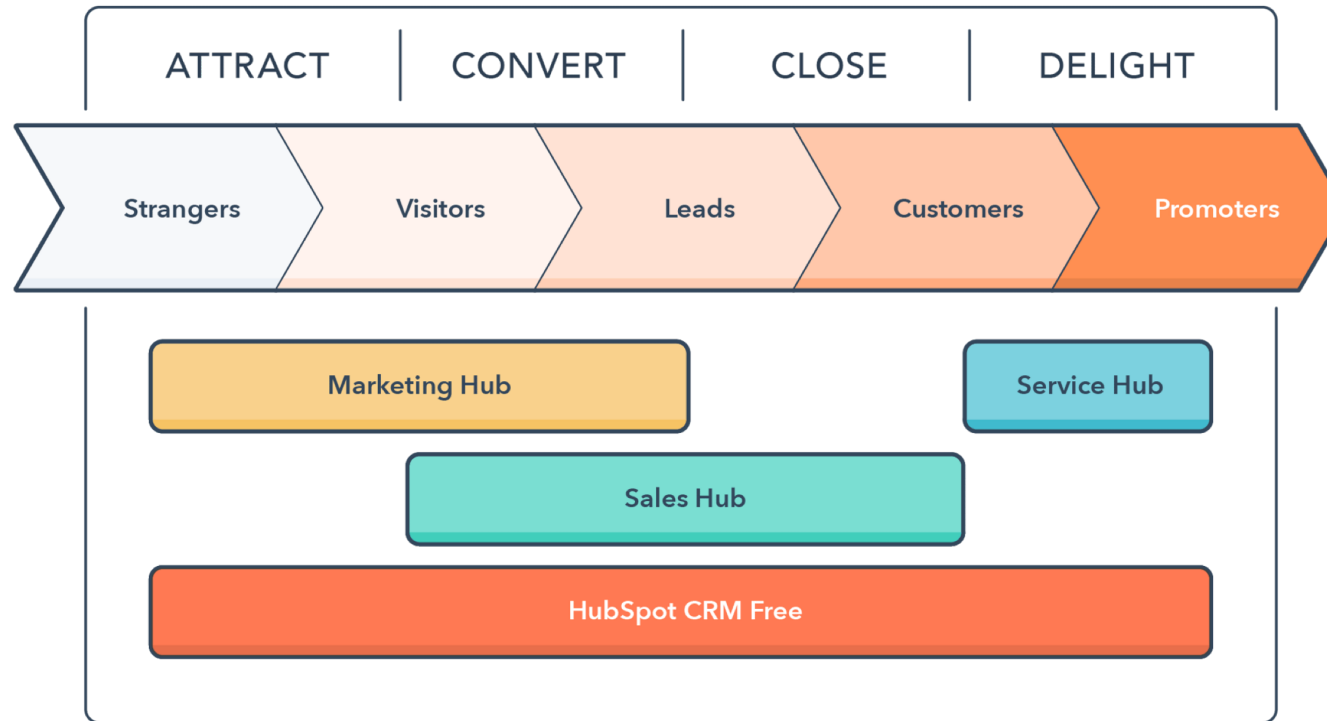 ATTRACT CONVERT CLOSE DELIGHT
Strangers Visitors Leads Customers Promoters
Marketing Hub Service Hub
Sales Hub
HubSpot CRM Free